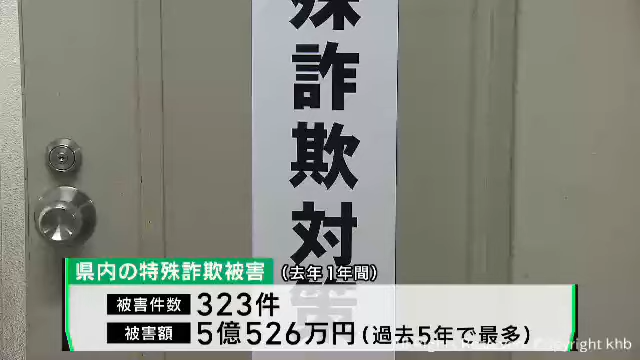 殊詐欺対策
県内の特殊詐欺被害 (去年1年間)
被害件数 323件
被害額 5億526万円(過去5年で最多)
pyright khb